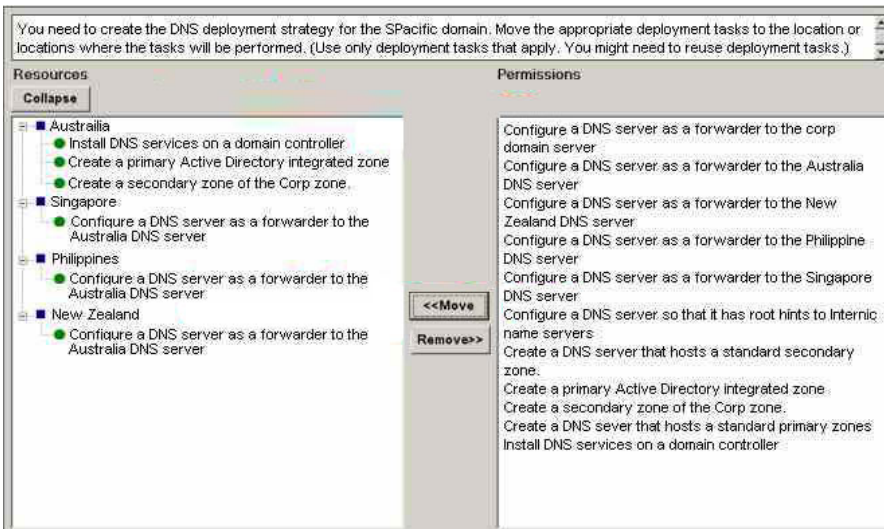 You need to create the DNS deployment strategy for the SPacific domain. Move the appropriate deployment tasks to the location or
locations where the tasks will be performed. (Use only deployment tasks that apply. You might need to reuse deployment tasks.)
Resources
Permissions
Collapse
Austrailia
Install DNS services on a domain controller
Create a primary Active Directory integrated zone
Create a secondary zone of the Corp zone.
Singapore
Configure a DNS server as a forwarder to the
Australia DNS server
Philippines
Configure a DNS server as a forwarder to the
Australia DNS server
New Zealand
Configure a DNS server as a forwarder to the
Australia DNS server
<<Move
Remove>>
Configure a DNS server as a forwarder to the corp
domain server
Configure a DNS server as a forwarder to the Australia
DNS server
Configure a DNS server as a forwarder to the New
Zealand DNS server
Configure a DNS server as a forwarder to the Philippine
DNS server
Configure a DNS server as a forwarder to the Singapore
DNS server
Configure a DNS server so that it has root hints to Internic
name servers
Create a DNS server that hosts a standard secondary
zone.
Create a primary Active Directory integrated zone
Create a secondary zone of the Corp zone.
Create a DNS sever that hosts a standard primary zones
Install DNS services on a domain controller